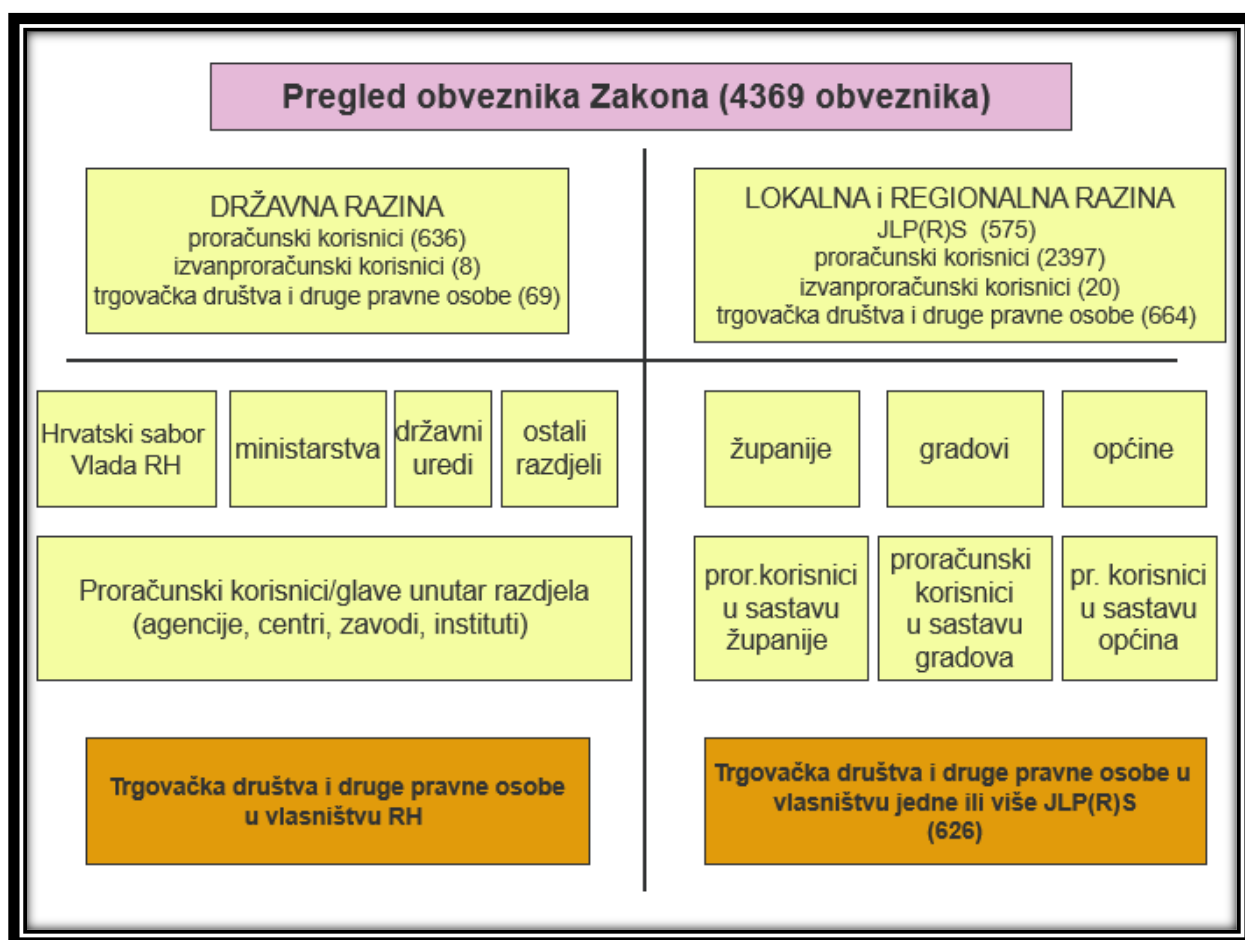 Pregled obveznika Zakona (4369 obveznika)
DRŽAVNA RAZINA
proračunski korisnici (636)
izvanproračunski korisnici (8)
trgovačka društva i druge pravne osobe (69)
LOKALNA i REGIONALNA RAZINA
JLP(R)S (575)
proračunski korisnici (2397)
izvanproračunski korisnici (20)
trgovačka društva i druge pravne osobe (664)
Hrvatski sabor
Vlada RH
ministarstva
državni
uredi
ostali
razdjeli
županije
gradovi
općine
Proračunski korisnici/glave unutar razdjela
(agencije, centri, zavodi, instituti)
pror.korisnici
u sastavu
županije
proračunski
korisnici
u sastavu
gradova
pr. korisnici
u sastavu
općina
Trgovačka društva i druge pravne osobe
u vlasništvu RH
Trgovačka društva i druge pravne osobe u
vlasništvu jedne ili više JLP(R)S
(626)